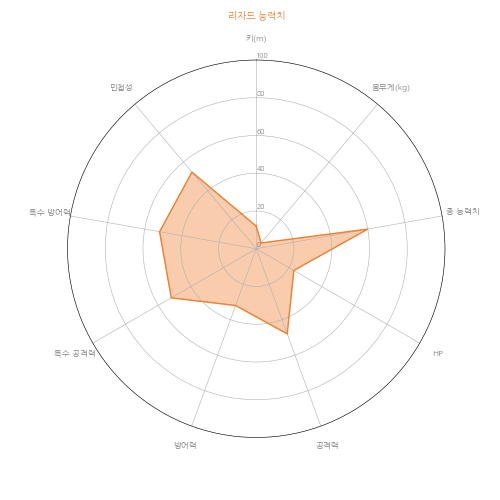 리자드 능력치
키(m)
100
민첩성
몸무게(kg)
80
60
40
특수 방어력
20
총 능력치
0
특수 공격력
HP
방어력
공격력